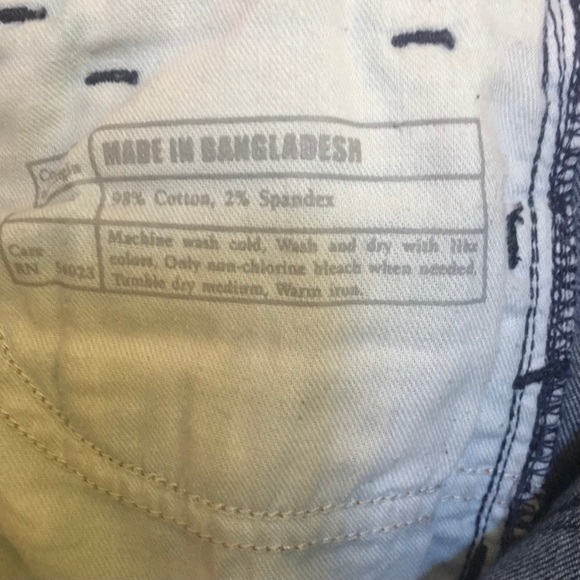 MADE IN BANGLADESH
98% Cotton, 2% Spandex
Care
RN 54023
Machine wash cold, Wash and dry with like
colors, Only non-chlorine bleach when needed,
Tumble dry medium, Warm iron.